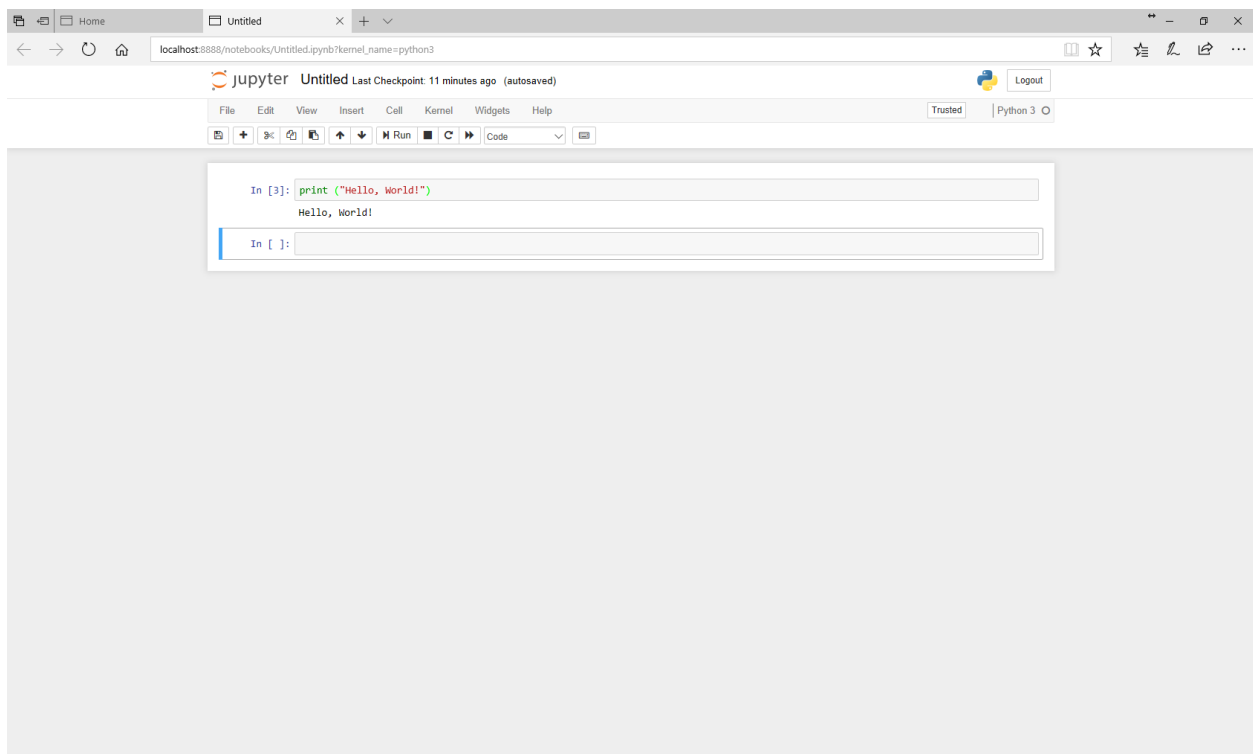 Home
Untitled
localhost:8888/notebooks/Untitled.ipynb?kernel_name=python3
jupyter Untitled Last Checkpoint: 11 minutes ago (autosaved)
Logout
File Edit View Insert Cell Kernel Widgets Help
Trusted
Python 3
Run
Code
In [3]: print ("Hello, World!")
Hello, World!
In [ ]: